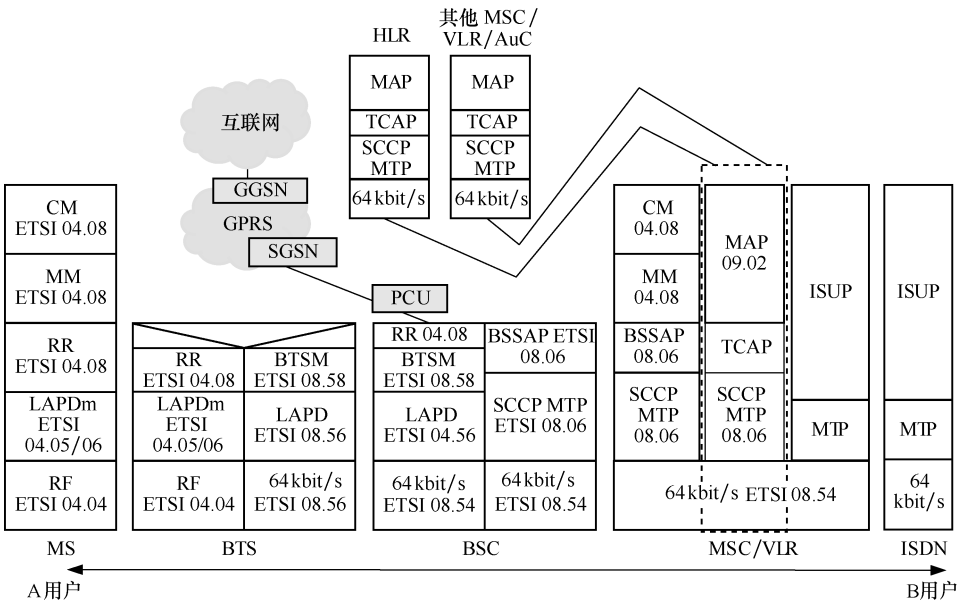 HLR
其他 MSC/
VLR/AuC
MAP
TCAP
SCCP
MTP
64 kbit/s
MAP
TCAP
SCCP
MTP
64 kbit/s
互联网
GGSN
GPRS
SGSN
PCU
CM
ETSI 04.08
MM
ETSI 04.08
RR
ETSI 04.08
LAPDm
ETSI
04.05/06
RF
ETSI 04.04
MS
RR
ETSI 04.08
LAPDm
ETSI
04.05/06
RF
ETSI 04.04
BTSM
ETSI 08.58
LAPD
ETSI 08.56
64 kbit/s
ETSI 08.56
BTS
RR 04.08
BTSM
ETSI 08.58
LAPD
ETSI 04.56
64 kbit/s
ETSI 08.54
BSSAP ETSI
08.06
SCCP MTP
ETSI 08.06
64 kbit/s
ETSI 08.54
BSC
CM
04.08
MM
04.08
BSSAP
08.06
SCCP
MTP
08.06
MAP
09.02
TCAP
SCCP
MTP
08.06
ISUP
MTP
64 kbit/s ETSI 08.54
MSC/VLR
ISUP
MTP
64
kbit/s
ISDN
A用户
B用户